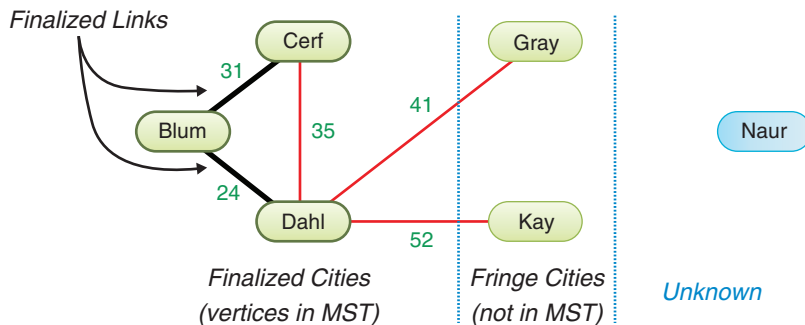 Finalized Links
Cerf
Gray
31
41
Blum
35
Naur
24
Dahl
Kay
52
Finalized Cities
(vertices in MST)
Fringe Cities
(not in MST)
Unknown